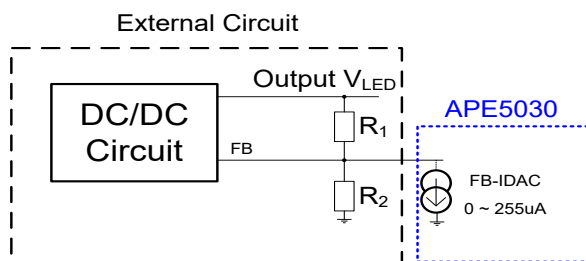 External Circuit
Output VLED
APE5030
DC/DC
Circuit
R1
FB
FB-IDAC
R2
0 ~ 255uA